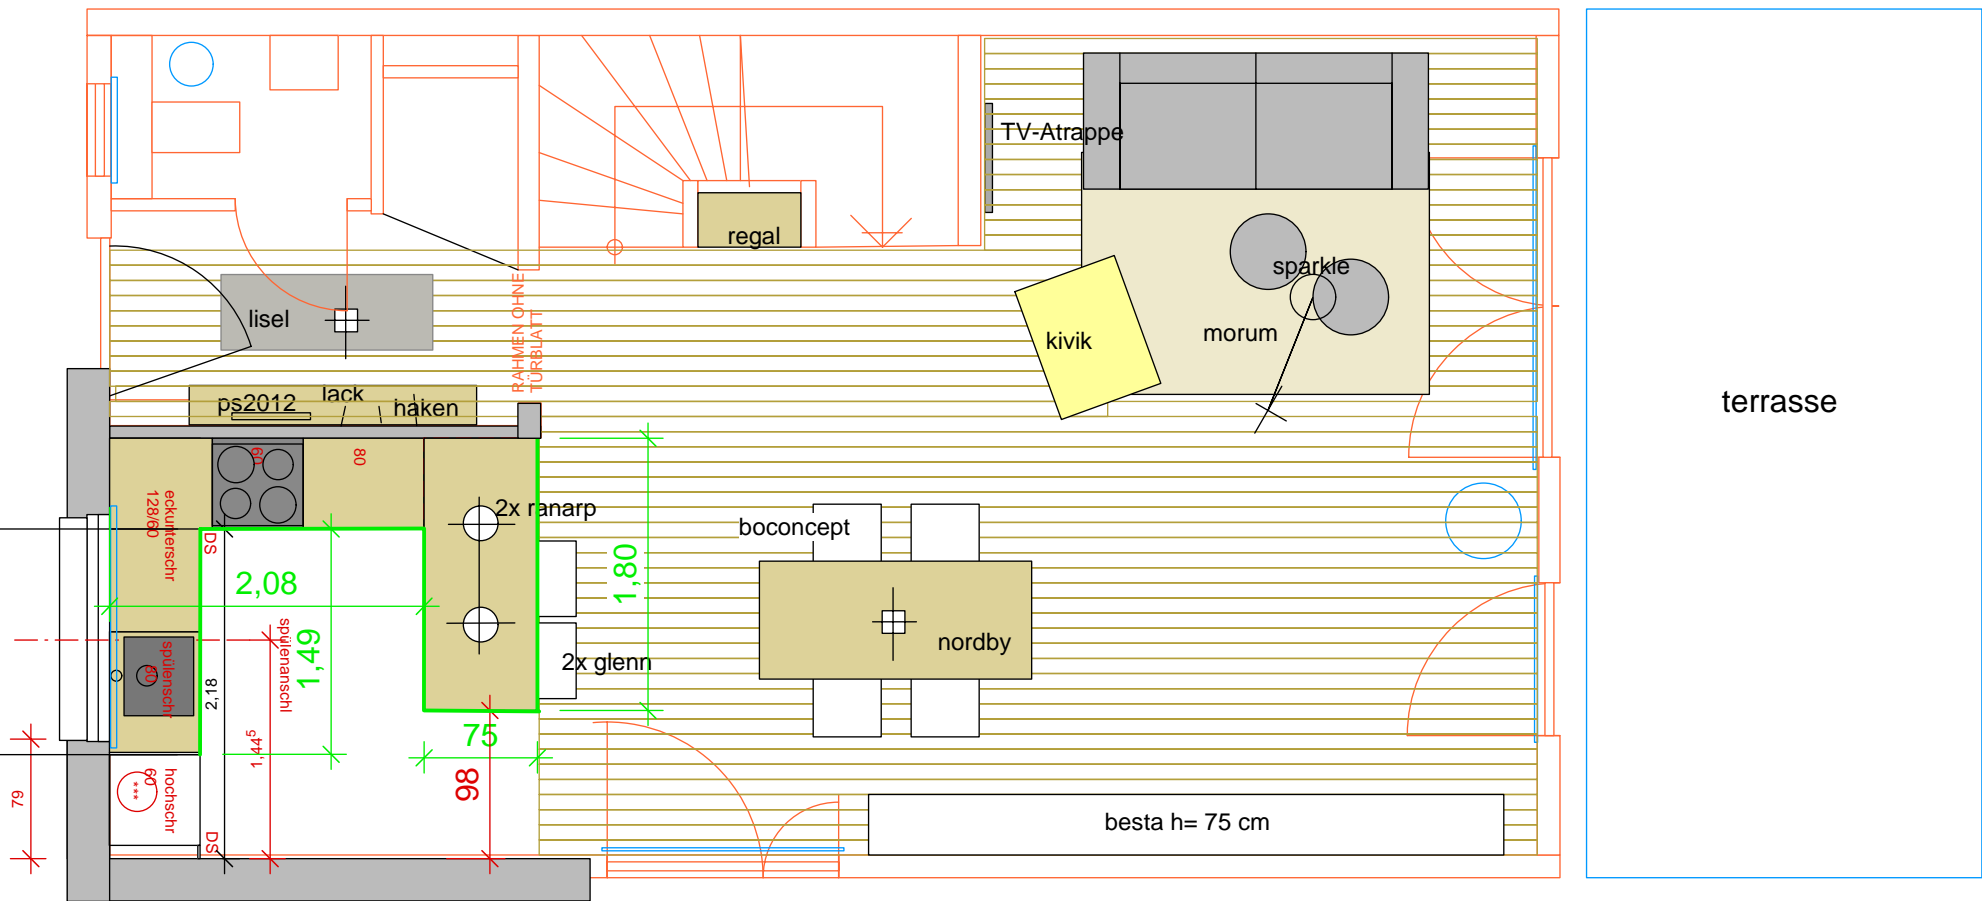 TV-Atrappe
regal
sparkle
lisel
RAHMEN OHNE
TÜRBLATT
kivik
morum
terrasse
ps2012
lack
haken
60
80
eckunterschr
128/60
2x ranarp
boconcept
DS
2,08
1,80
1,49
spülenanschl
spülenschr
80
2,18
2x glenn
nordby
1,44⁵
75
98
79
hochschr
60
***
DS
besta h= 75 cm